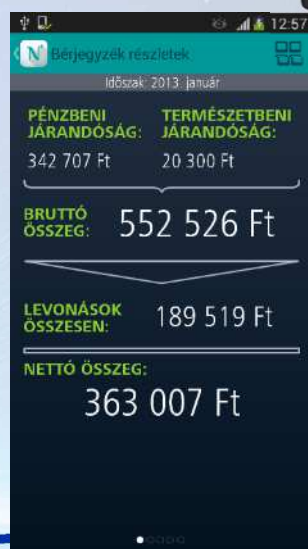 12:57
N Bérjegyzék részletek
Időszak: 2013. január
PÉNZBENI JÁRANDÓSÁG:
342 707 Ft
TERMÉSZETBENI JÁRANDÓSÁG:
20 300 Ft
BRUTTÓ ÖSSZEG: 552 526 Ft
LEVONÁSOK ÖSSZESEN: 189 519 Ft
NETTÓ ÖSSZEG:
363 007 Ft